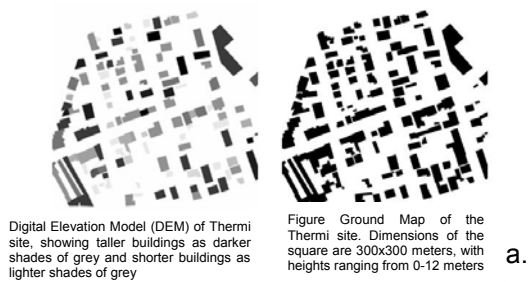 Digital Elevation Model (DEM) of Thermi
site, showing taller buildings as darker
shades of grey and shorter buildings as
lighter shades of grey
Figure Ground Map of the
Thermi site. Dimensions of the
square are 300x300 meters, with
heights ranging from 0-12 meters
a.